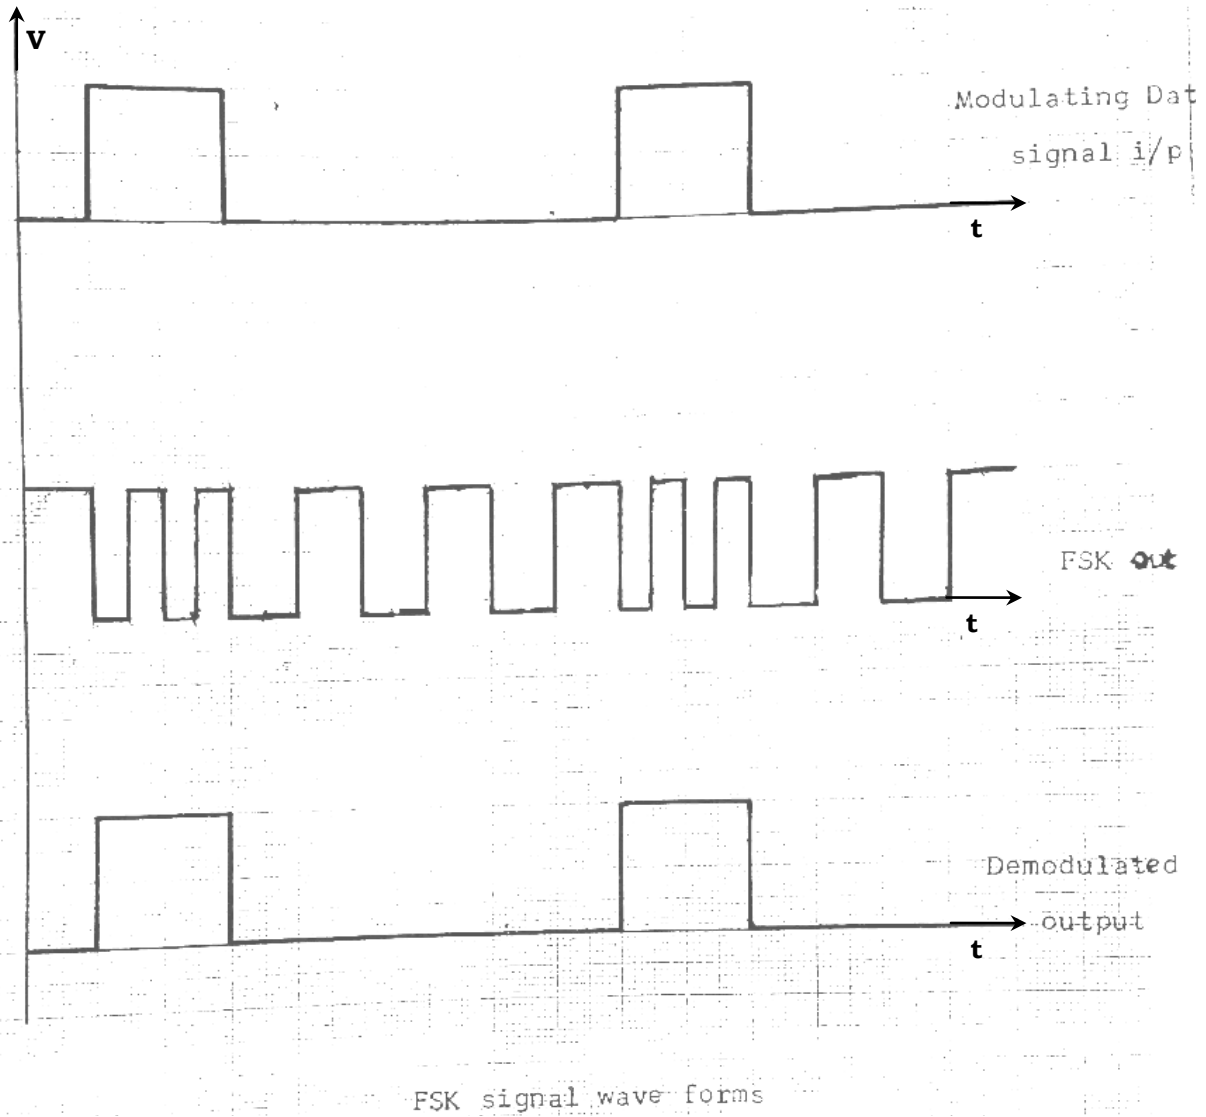 V
Modulating Dat
signal i/p
t
FSK out
t
Demodulated
output
t
FSK signal wave forms